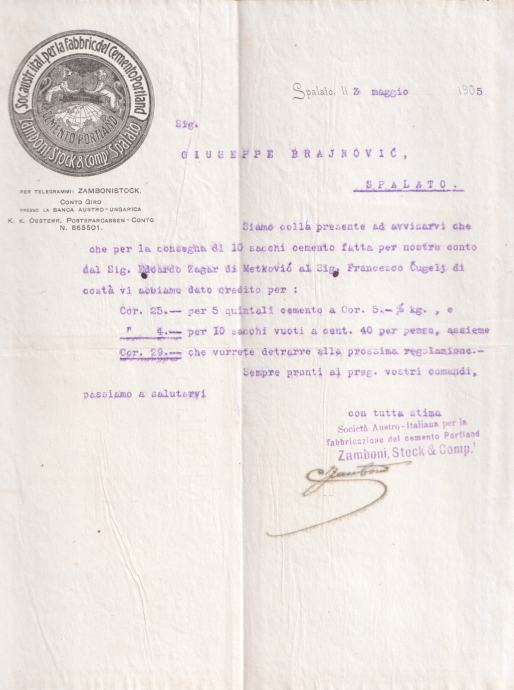 Soc.austr.ital.per la fabbric.del Cemento Portland
CEMENTO PORTLAND
Zamboni Stock & Comp. Spalato
PER TELEGRAMMI: ZAMBONISTOCK.
CONTO GIRO
PRESSO LA BANCA AUSTRO-UNGARICA
K. K. OESTERR. POSTSPARCASSEN-CONTO
N. 865501.
Spalato, li 3 maggio 1905
Sig.
GIUSEPPE BRAJNOVIĆ,
SPALATO.
Siamo colla presente ad avvisarvi che
che per la consegna di 10 sacchi cemento fatta per nostro conto
dal Sig. Edoardo Zagar di Metković al Sig. Francesco Čugelj di
costà vi abbiamo dato credito per :
Cor. 25.-- per 5 quintali cemento a Cor. 5.- % kg. , e
" 4.-- per 10 sacchi vuoti a cent. 40 per pezzo, assieme
Cor. 29.-- che vorrete detrarre alla prossima regolazione.-
Sempre pronti ai preg. vostri comandi,
passiamo a salutarvi
con tutta stima
Società Austro-Italiana per la
fabbricazione del cemento Portland
Zamboni, Stock & Comp.i
Zamboni